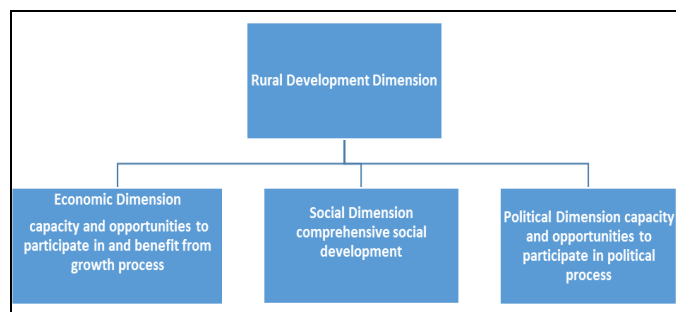 Rural Development Dimension
Economic Dimension
capacity and opportunities to
participate in and benefit from
growth process
Social Dimension
comprehensive social
development
Political Dimension capacity
and opportunities to
participate in political
process